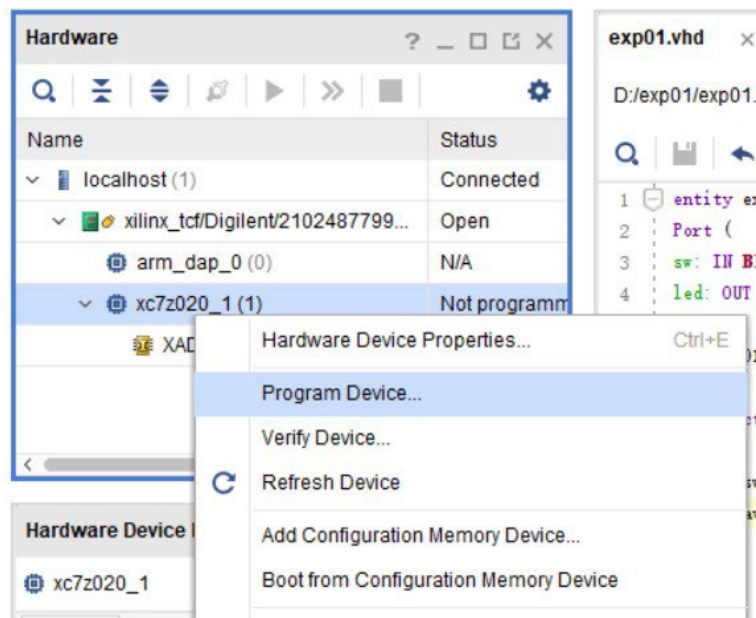 Hardware
Name Status
localhost (1) Connected
xilinx_tcf/Digilent/2102487799... Open
arm_dap_0 (0) N/A
xc7z020_1 (1) Not programm
XAD
Hardware Device Properties... Ctrl+E
Program Device...
Verify Device...
Refresh Device
Add Configuration Memory Device...
Boot from Configuration Memory Device
Hardware Device
xc7z020_1
exp01.vhd
D:/exp01/exp01.
1 entity ex
2 Port (
3 sw: IN B
4 led: OUT